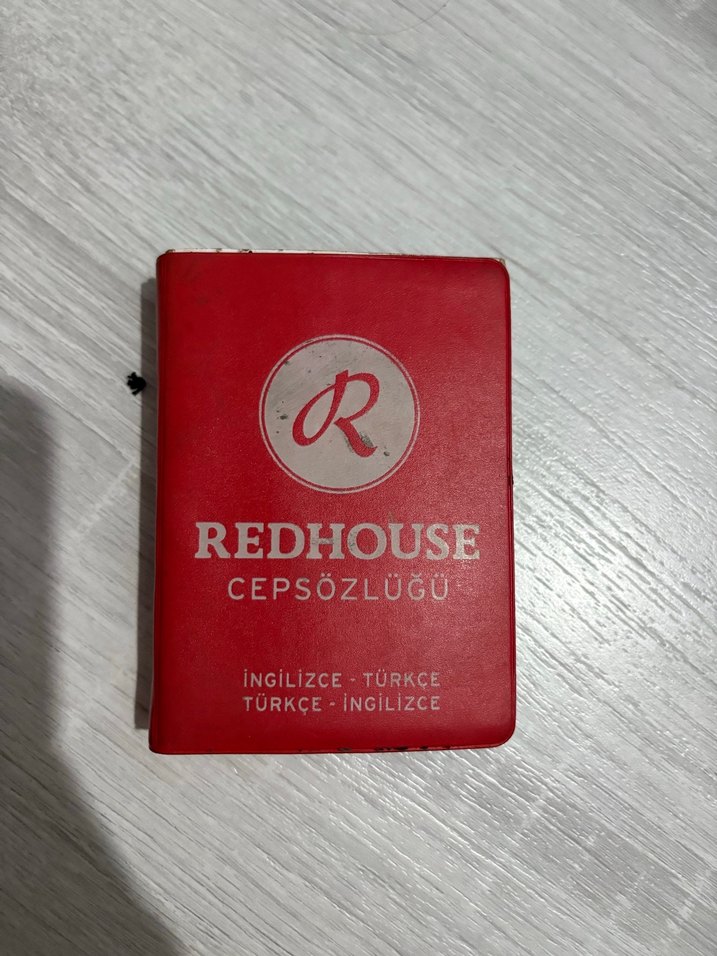 R
REDHOUSE
CEPSÖZLÜĞÜ
İNGİLİZCE - TÜRKÇE
TÜRKÇE - İNGİLİZCE